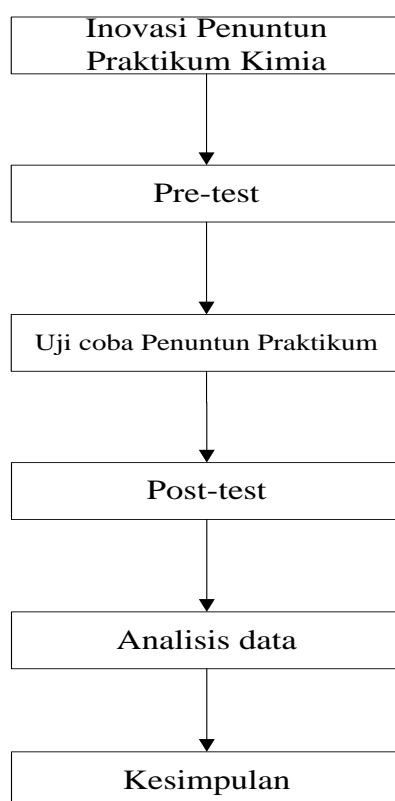 Inovasi Penuntun
Praktikum Kimia
Pre-test
Uji coba Penuntun Praktikum
Post-test
Analisis data
Kesimpulan